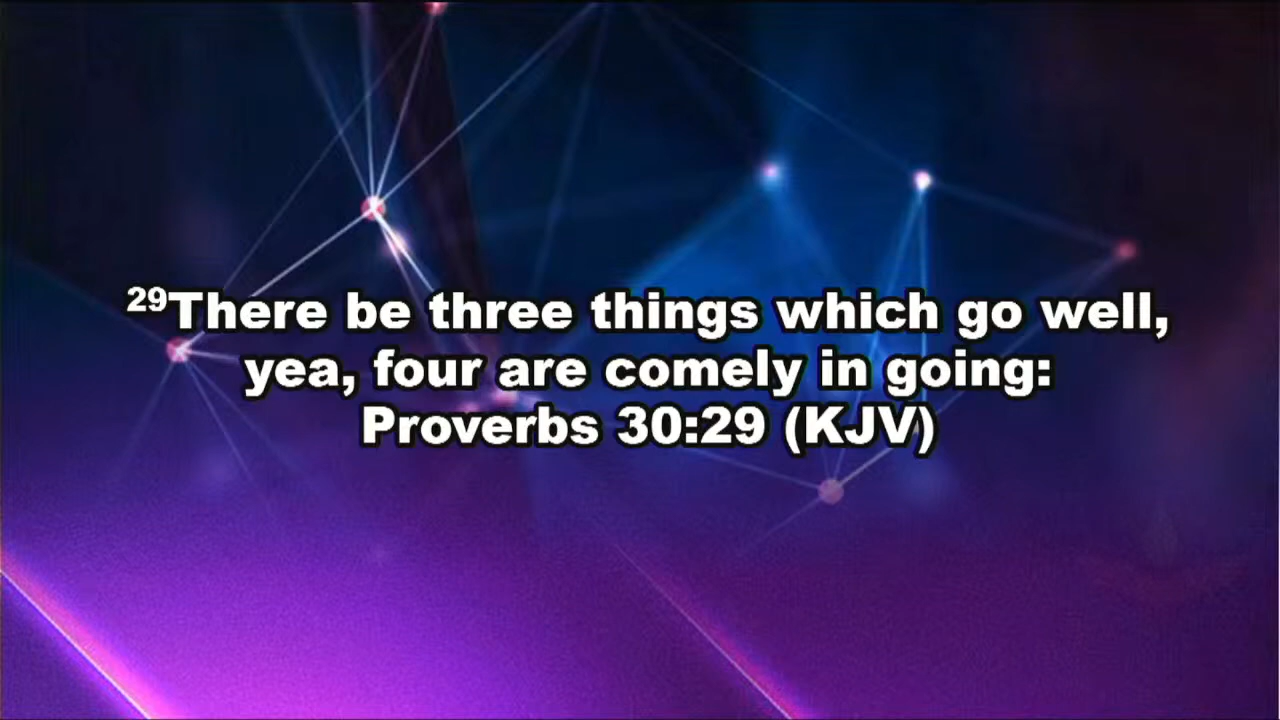 ²⁹There be three things which go well,
yea, four are comely in going:
Proverbs 30:29 (KJV)